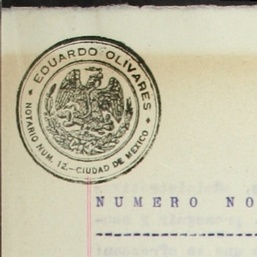 EDUARDO OLIVARES
NOTARIO NUM. 12.-CIUDAD DE MEXICO
NUMERO NO